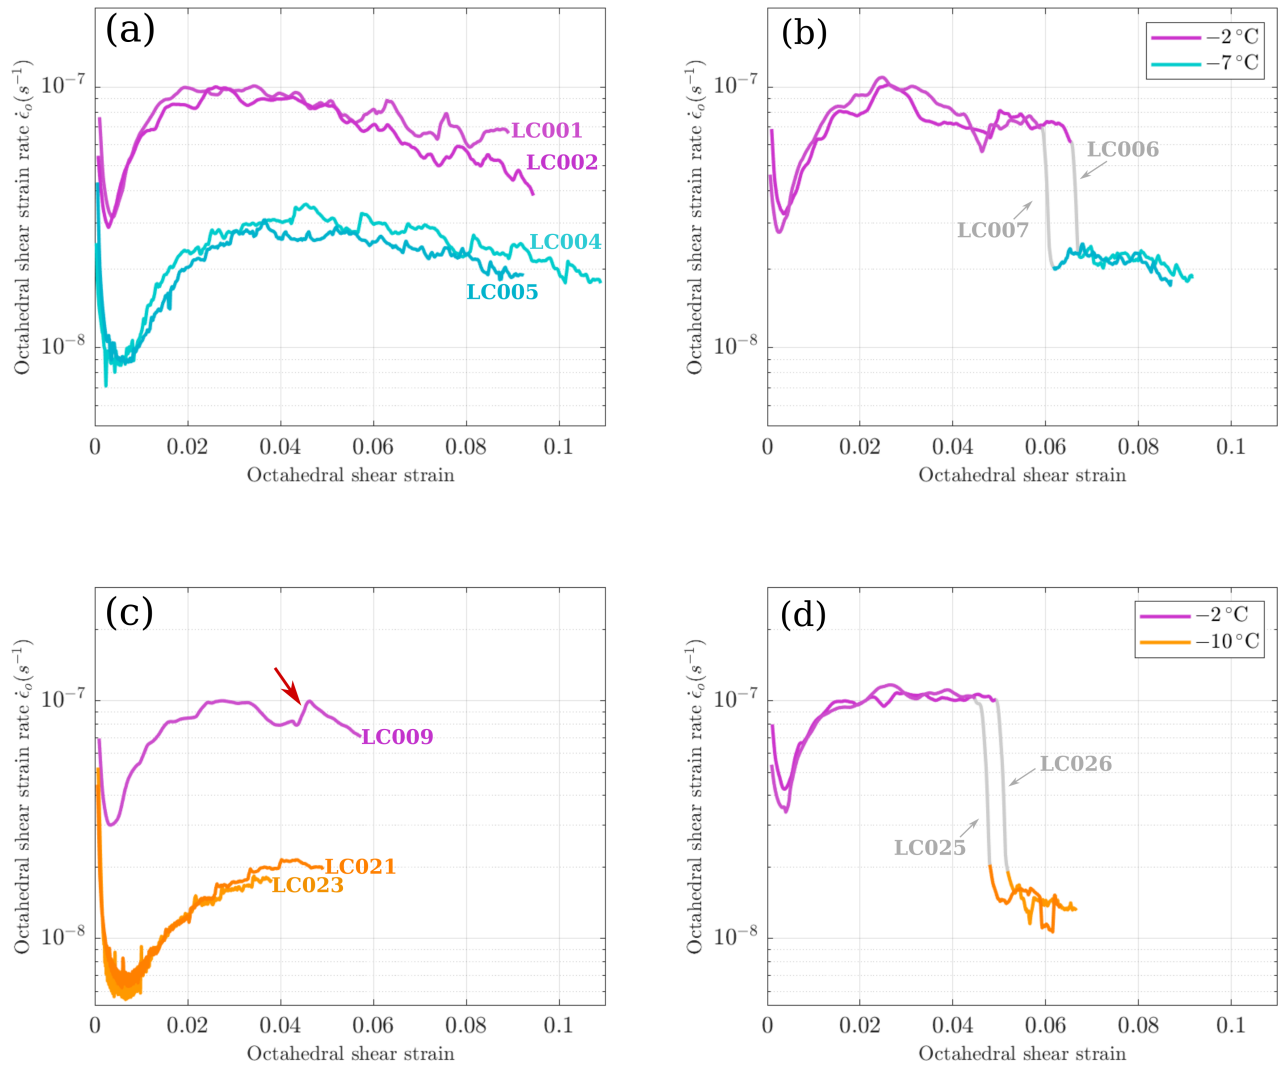 (a)
10⁻⁷
10⁻⁸
Octahedral shear strain rate ε̇ₒ(s⁻¹)
LC001
LC002
LC004
LC005
0 0.02 0.04 0.06 0.08 0.1
Octahedral shear strain
(b)
−2 °C
−7 °C
10⁻⁷
10⁻⁸
Octahedral shear strain rate ε̇ₒ(s⁻¹)
LC006
LC007
0 0.02 0.04 0.06 0.08 0.1
Octahedral shear strain
(c)
10⁻⁷
10⁻⁸
Octahedral shear strain rate ε̇ₒ(s⁻¹)
LC009
LC021
LC023
0 0.02 0.04 0.06 0.08 0.1
Octahedral shear strain
(d)
−2 °C
−10 °C
10⁻⁷
10⁻⁸
Octahedral shear strain rate ε̇ₒ(s⁻¹)
LC026
LC025
0 0.02 0.04 0.06 0.08 0.1
Octahedral shear strain